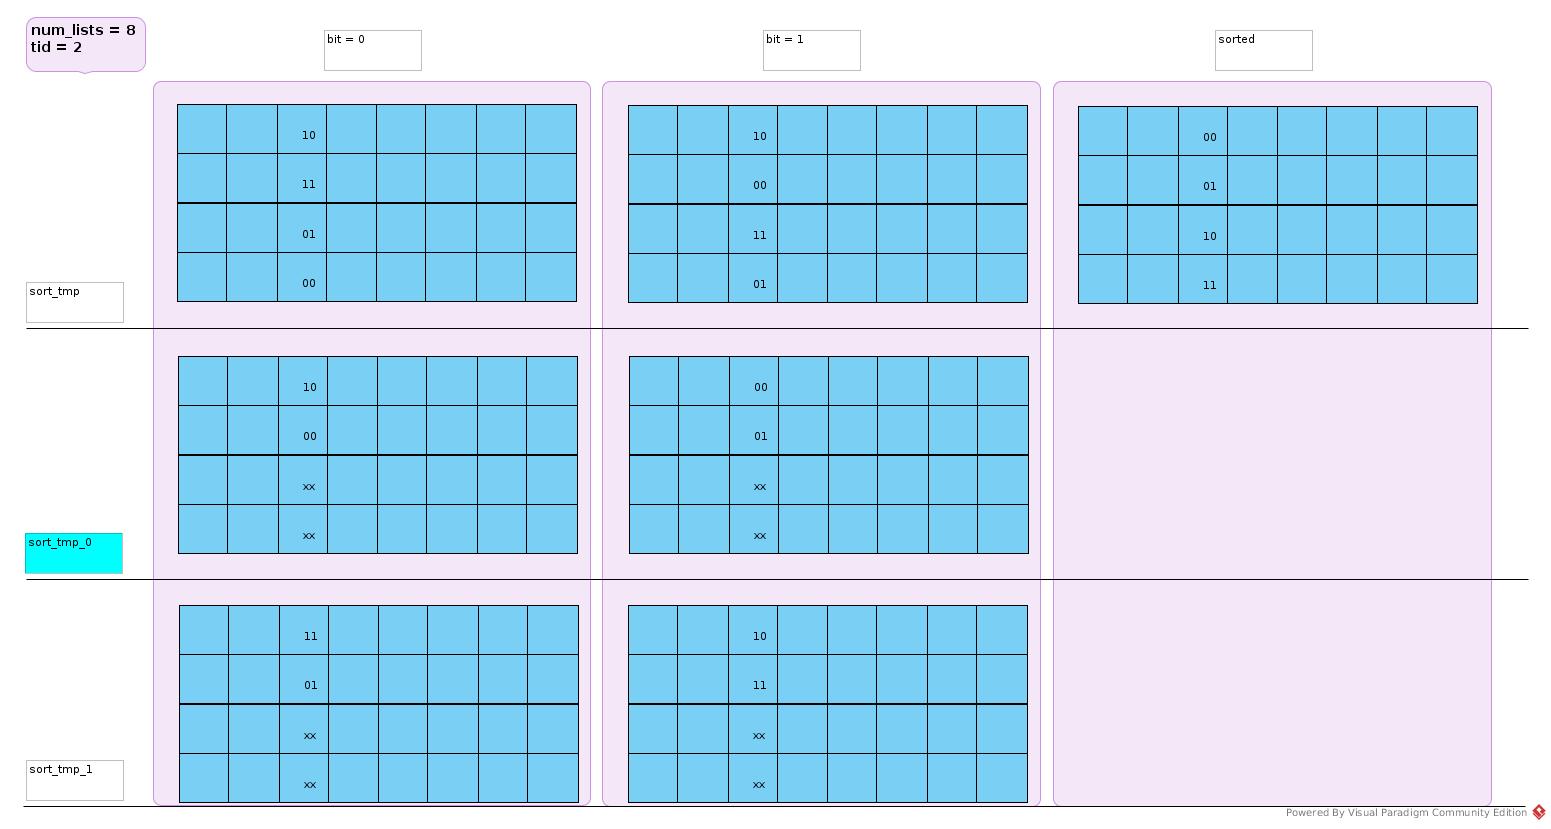 num_lists = 8
tid = 2
bit = 0
bit = 1
sorted
10
11
01
00
10
00
11
01
00
01
10
11
sort_tmp
10
00
xx
xx
00
01
xx
xx
sort_tmp_0
11
01
xx
xx
10
11
xx
xx
sort_tmp_1
Powered By Visual Paradigm Community Edition